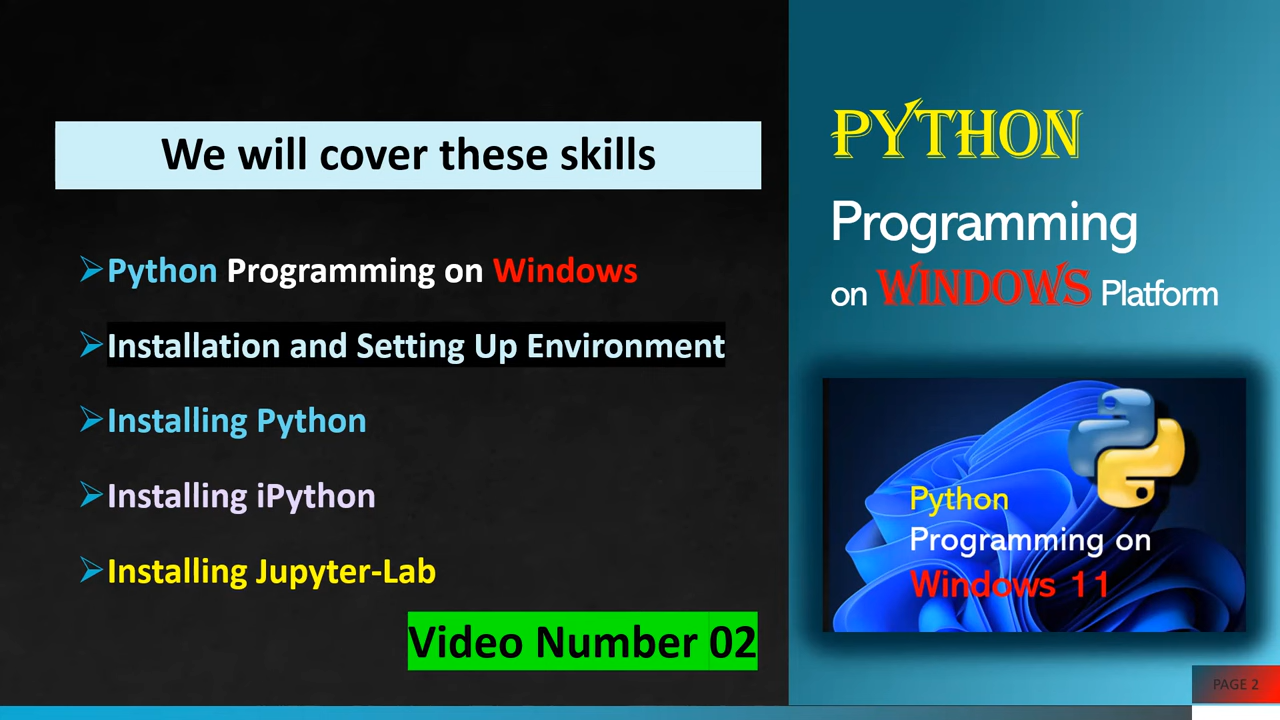 We will cover these skills
Python Programming on Windows
Installation and Setting Up Environment
Installing Python
Installing iPython
Installing Jupyter-Lab
Video Number 02
PYTHON
Programming
on WINDOWS Platform
Python
Programming on
Windows 11
PAGE 2